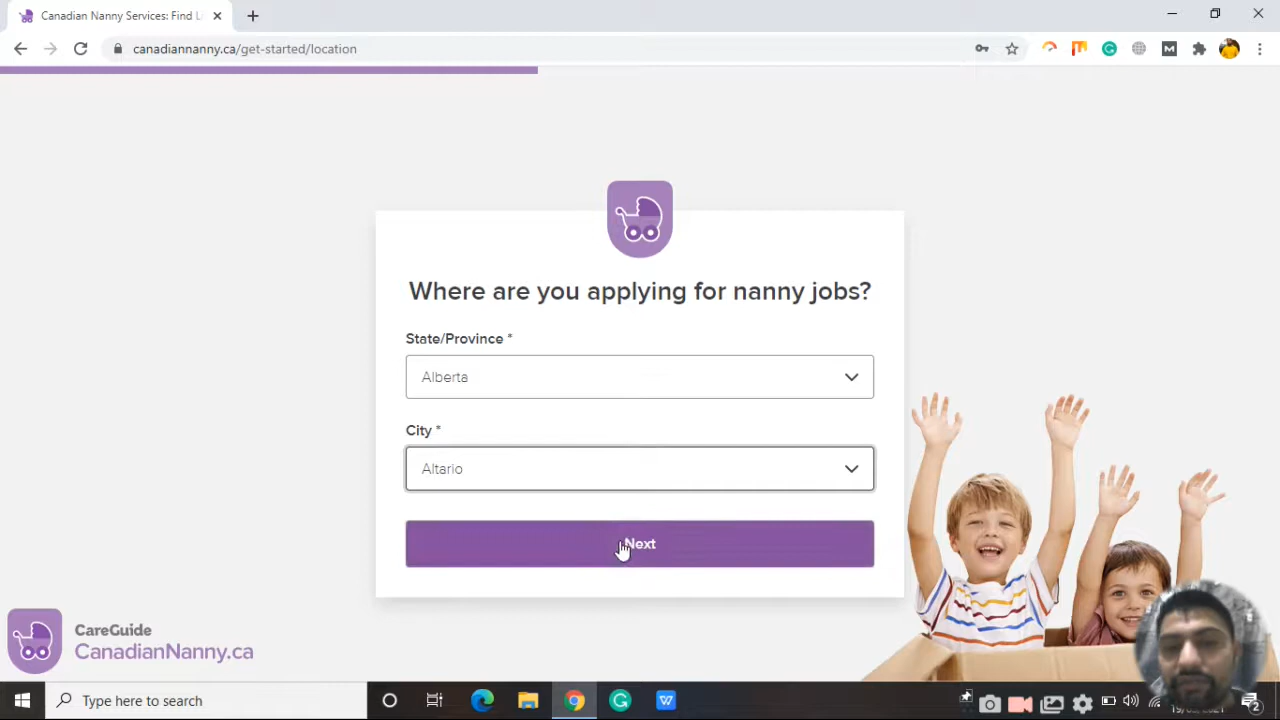 Canadian Nanny Services: Find L
canadiannanny.ca/get-started/location
Where are you applying for nanny jobs?
State/Province *
Alberta
City *
Altario
Next
CareGuide
CanadianNanny.ca
Type here to search
2